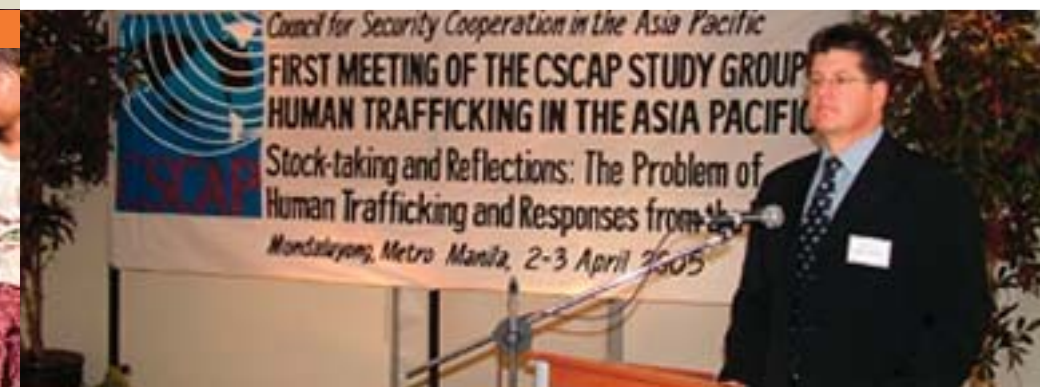 Council for Security Cooperation in the Asia Pacific
FIRST MEETING OF THE CSCAP STUDY GROUP
HUMAN TRAFFICKING IN THE ASIA PACIFIC
Stock-taking and Reflections: The Problem of
Human Trafficking and Responses from the
Mandaluyong, Metro Manila, 2-3 April 2005
CSCAP